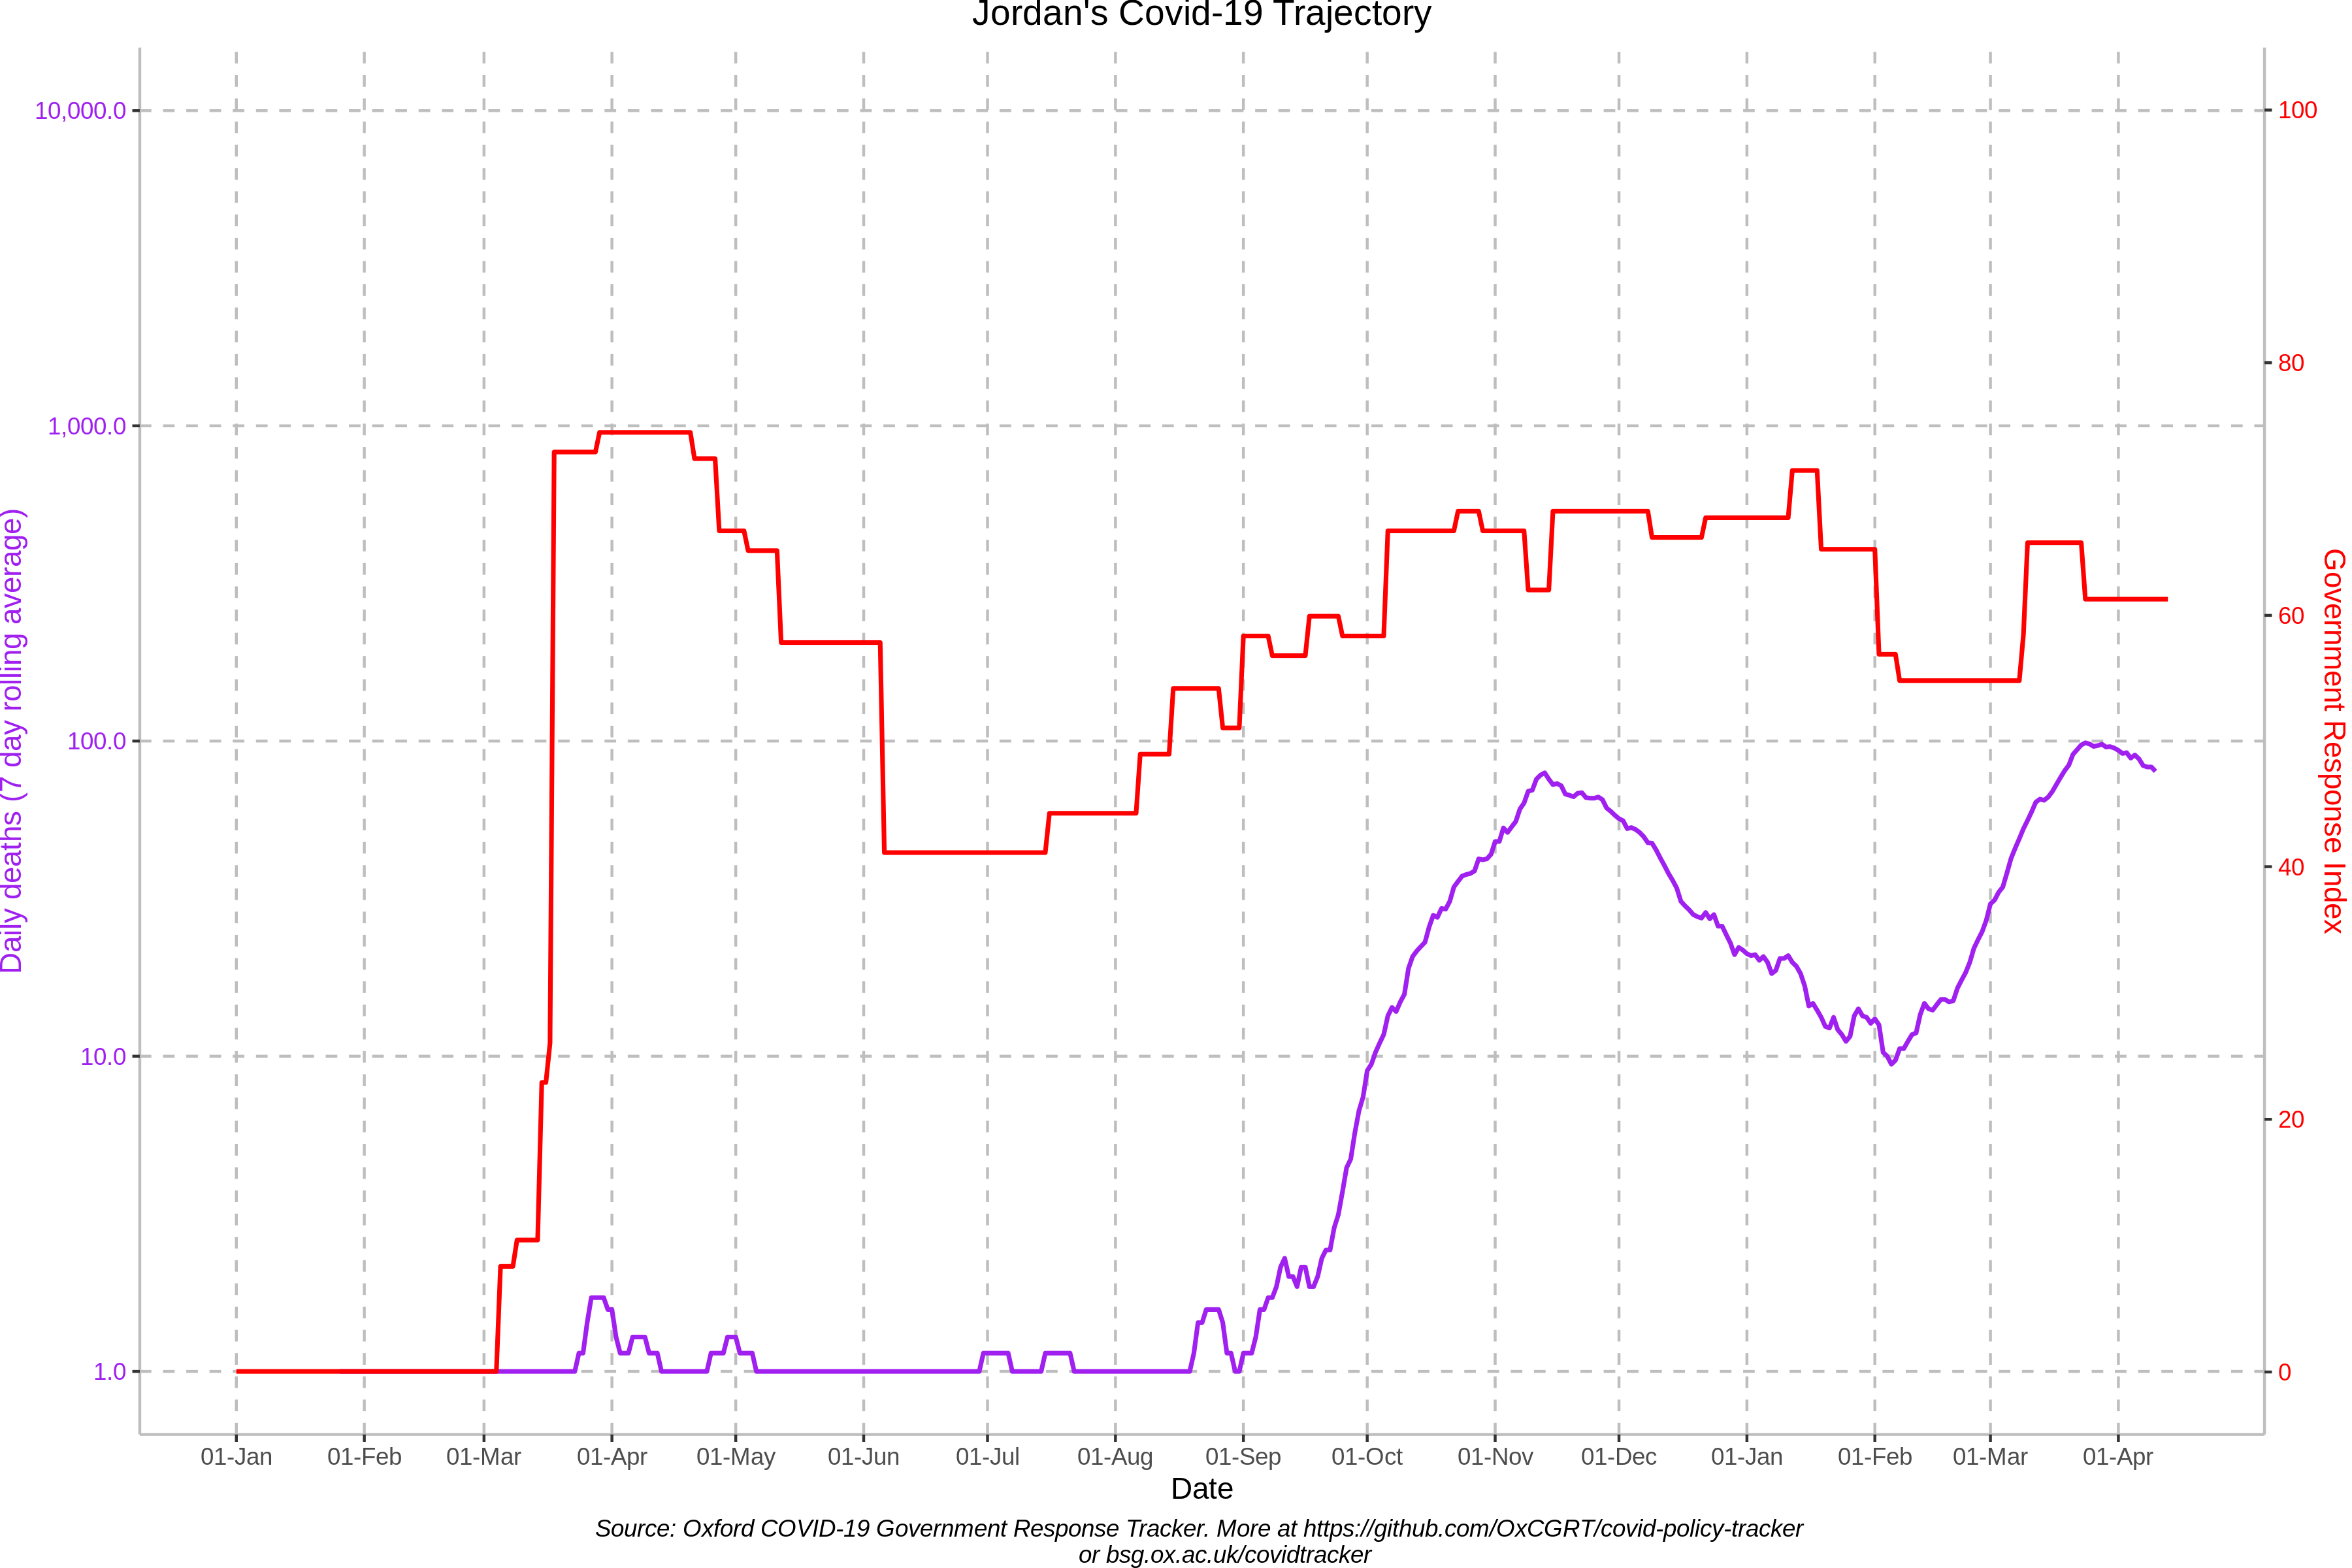 Jordan's Covid-19 Trajectory
10,000.0
1,000.0
100.0
10.0
1.0
Daily deaths (7 day rolling average)
100
80
60
40
20
0
Government Response Index
01-Jan 01-Feb 01-Mar 01-Apr 01-May 01-Jun 01-Jul 01-Aug 01-Sep 01-Oct 01-Nov 01-Dec 01-Jan 01-Feb 01-Mar 01-Apr
Date
Source: Oxford COVID-19 Government Response Tracker. More at https://github.com/OxCGRT/covid-policy-tracker
or bsg.ox.ac.uk/covidtracker